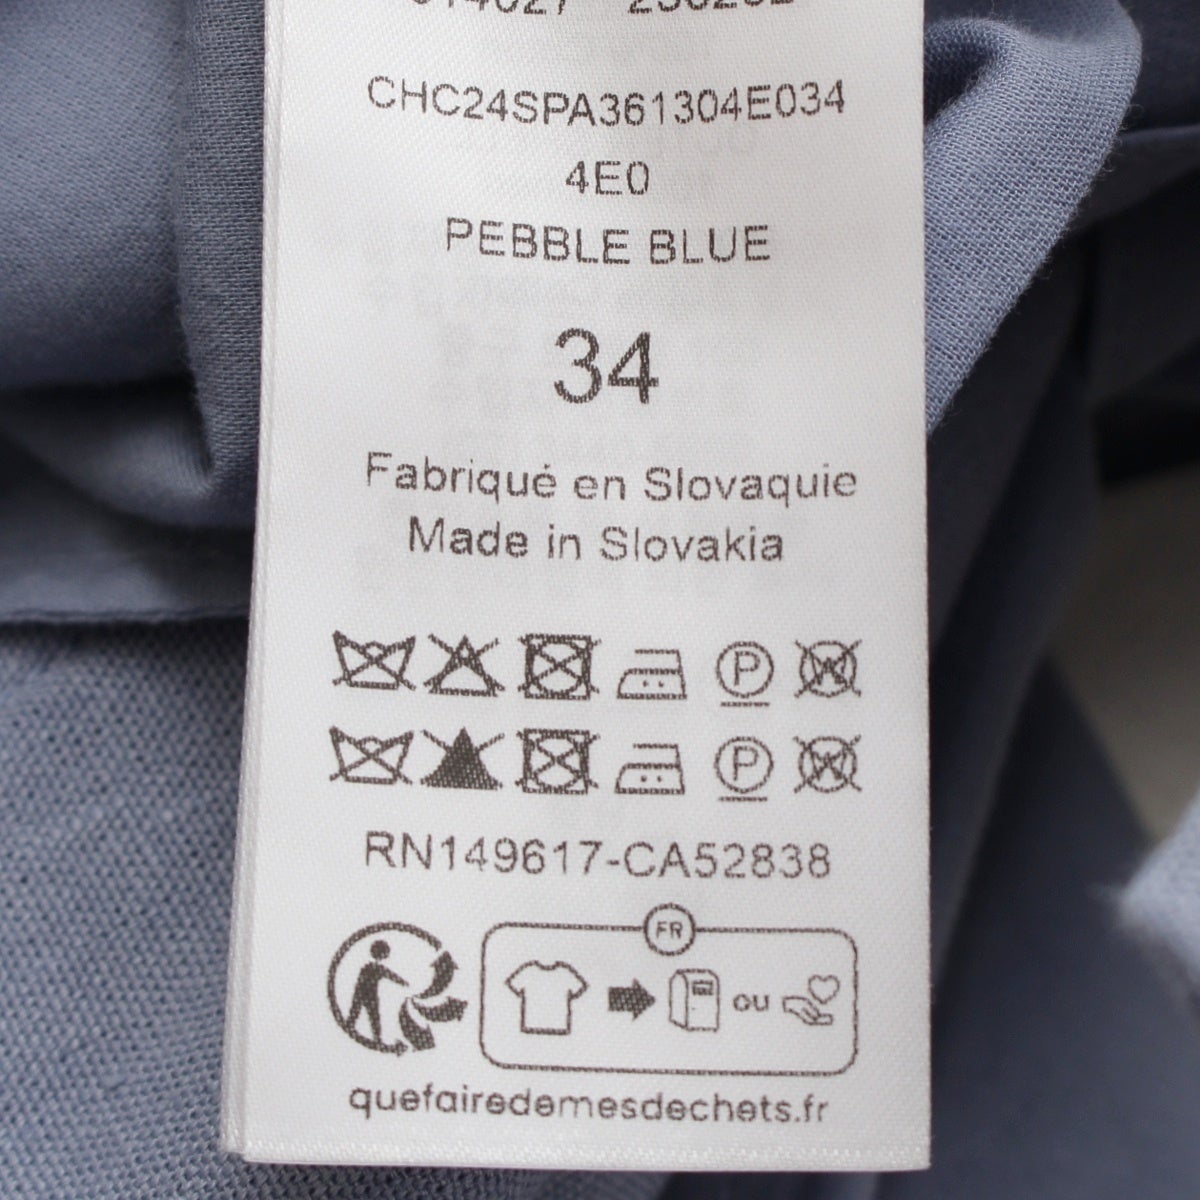 CHC24SPA361304E034
4E0
PEBBLE BLUE
34
Fabriqué en Slovaquie
Made in Slovakia
P
W
P
W
RN149617-CA52838
FR
ou
quefairedemesdechets.fr